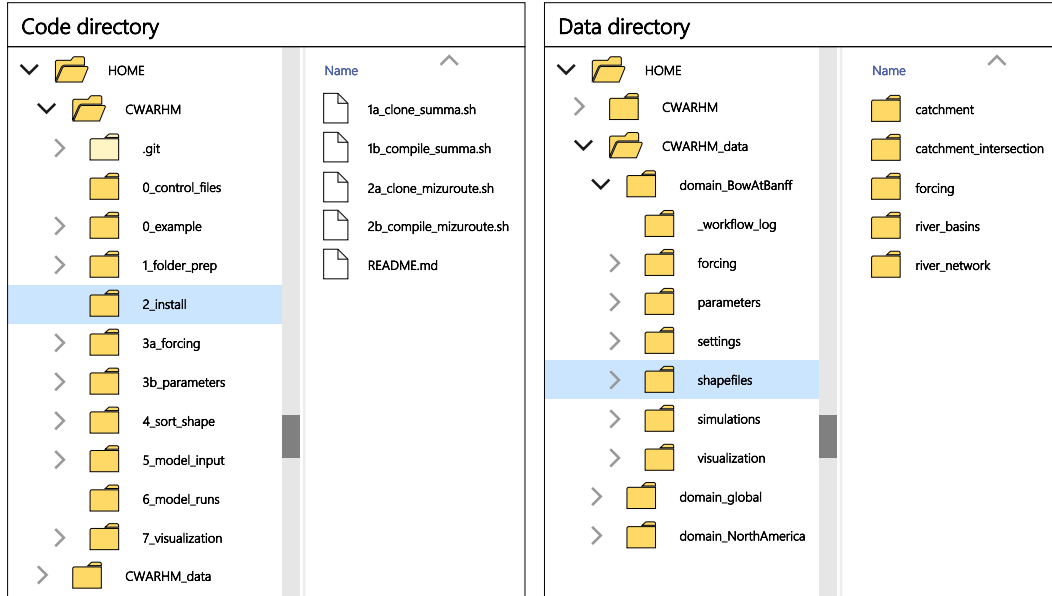 Code directory
HOME
CWARHM
.git
0_control_files
0_example
1_folder_prep
2_install
3a_forcing
3b_parameters
4_sort_shape
5_model_input
6_model_runs
7_visualization
CWARHM_data
Name
1a_clone_summa.sh
1b_compile_summa.sh
2a_clone_mizuroute.sh
2b_compile_mizuroute.sh
README.md
Data directory
HOME
CWARHM
CWARHM_data
domain_BowAtBanff
_workflow_log
forcing
parameters
settings
shapefiles
simulations
visualization
domain_global
domain_NorthAmerica
Name
catchment
catchment_intersection
forcing
river_basins
river_network